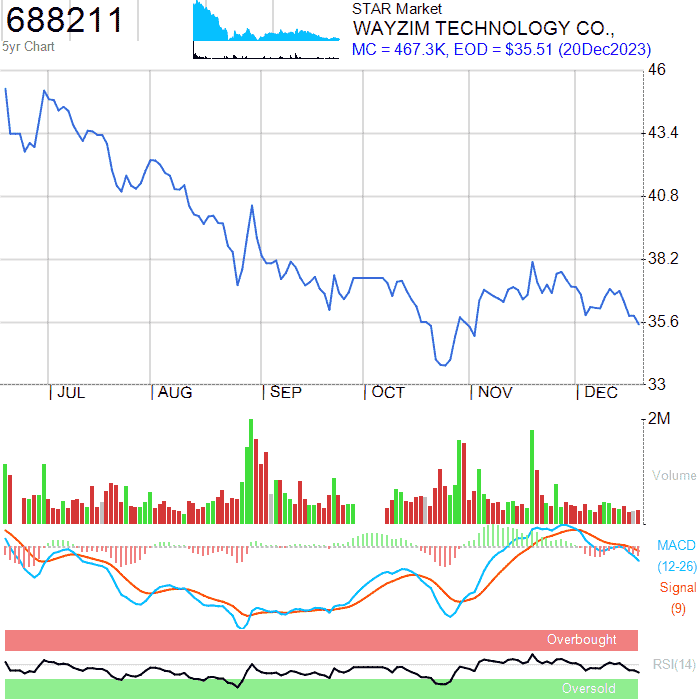 688211
5yr Chart
STAR Market
WAYZIM TECHNOLOGY CO.,
MC = 467.3K, EOD = $35.51 (20Dec2023)
46
43.4
40.8
38.2
35.6
33
JUL AUG SEP OCT NOV DEC
2M
Volume
MACD
(12-26)
Signal
(9)
Overbought
RSI(14)
Oversold